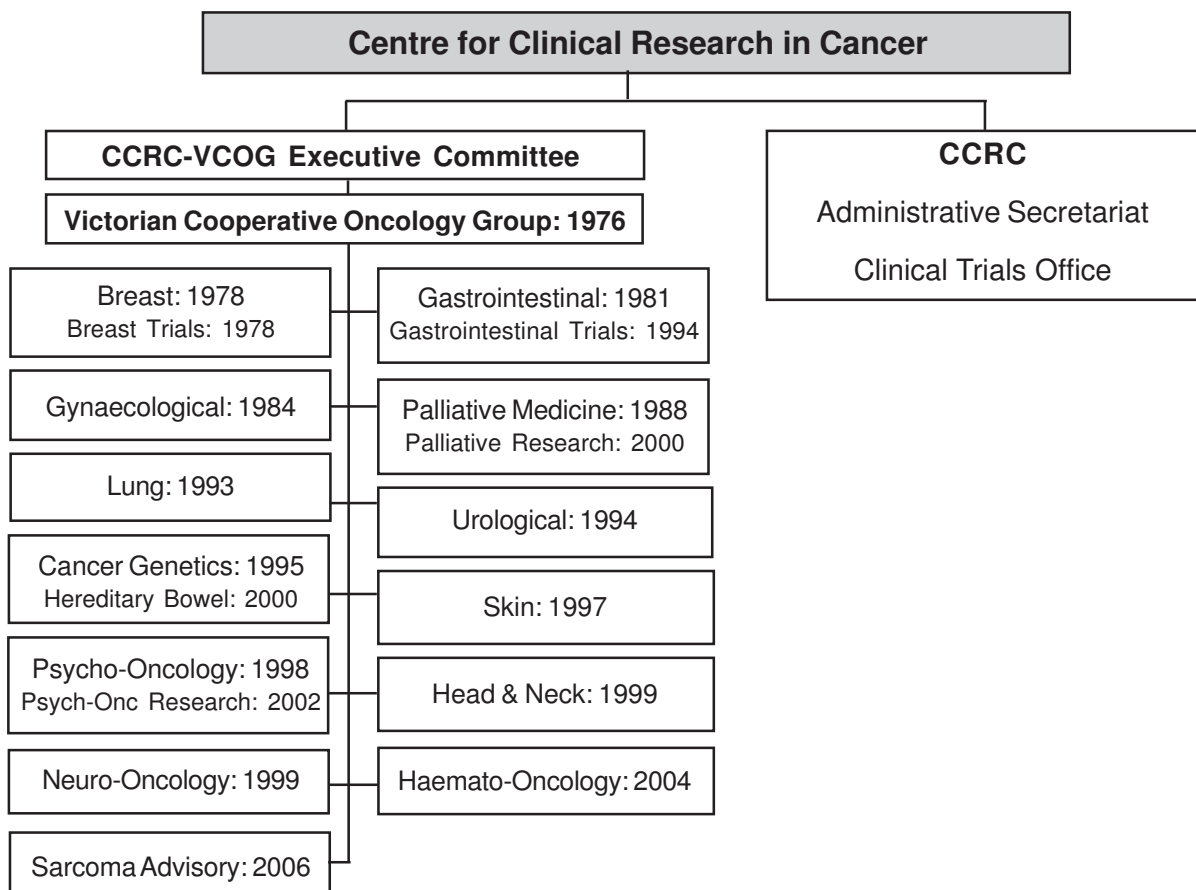 Centre for Clinical Research in Cancer
CCRC-VCOG Executive Committee
Victorian Cooperative Oncology Group: 1976
CCRC
Administrative Secretariat
Clinical Trials Office
Breast: 1978
Breast Trials: 1978
Gastrointestinal: 1981
Gastrointestinal Trials: 1994
Gynaecological: 1984
Palliative Medicine: 1988
Palliative Research: 2000
Lung: 1993
Urological: 1994
Cancer Genetics: 1995
Hereditary Bowel: 2000
Skin: 1997
Psycho-Oncology: 1998
Psych-Onc Research: 2002
Head & Neck: 1999
Neuro-Oncology: 1999
Haemato-Oncology: 2004
Sarcoma Advisory: 2006